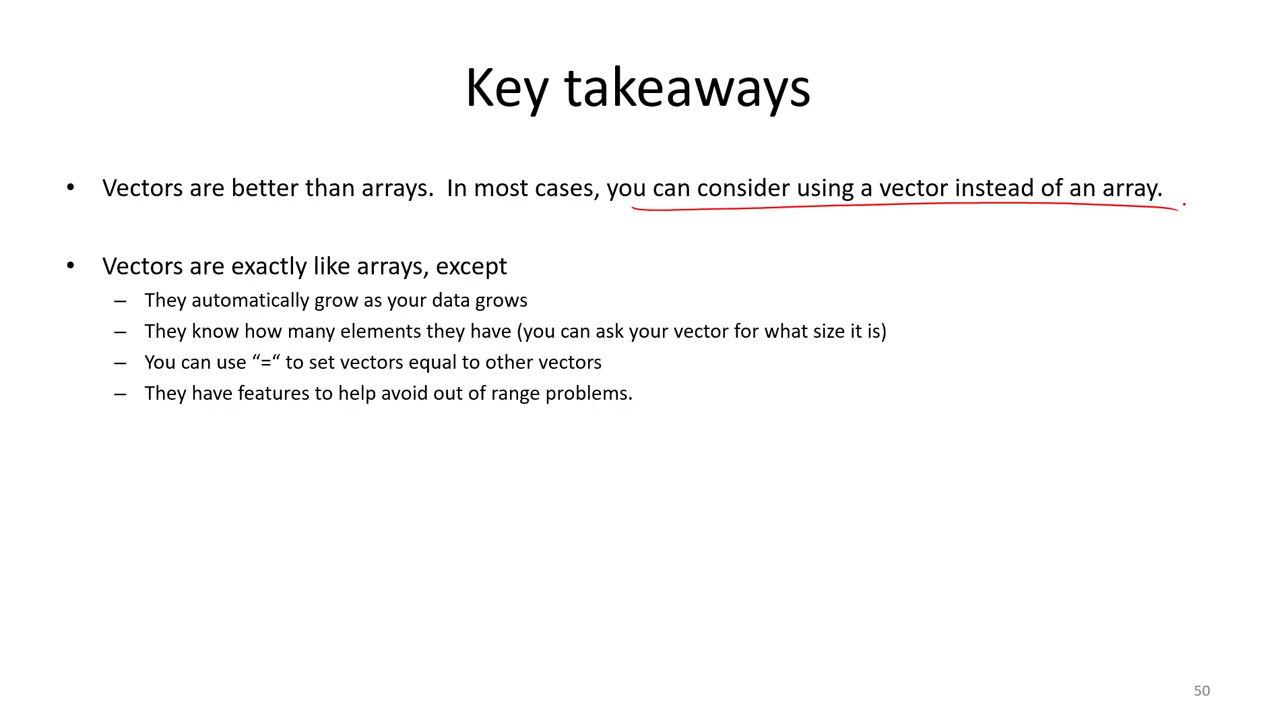 Key takeaways
• Vectors are better than arrays.  In most cases, you can consider using a vector instead of an array.
• Vectors are exactly like arrays, except
– They automatically grow as your data grows
– They know how many elements they have (you can ask your vector for what size it is)
– You can use “=“ to set vectors equal to other vectors
– They have features to help avoid out of range problems.
50